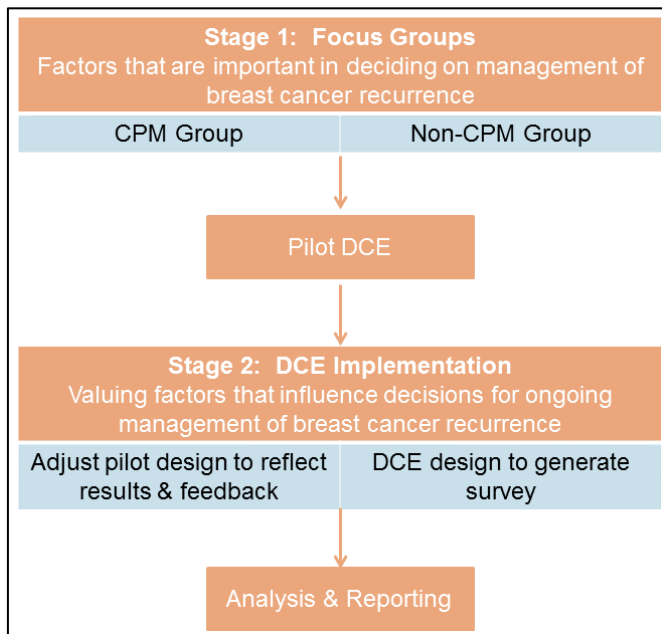 Stage 1: Focus Groups
Factors that are important in deciding on management of
breast cancer recurrence
CPM Group
Non-CPM Group
Pilot DCE
Stage 2: DCE Implementation
Valuing factors that influence decisions for ongoing
management of breast cancer recurrence
Adjust pilot design to reflect
results & feedback
DCE design to generate
survey
Analysis & Reporting